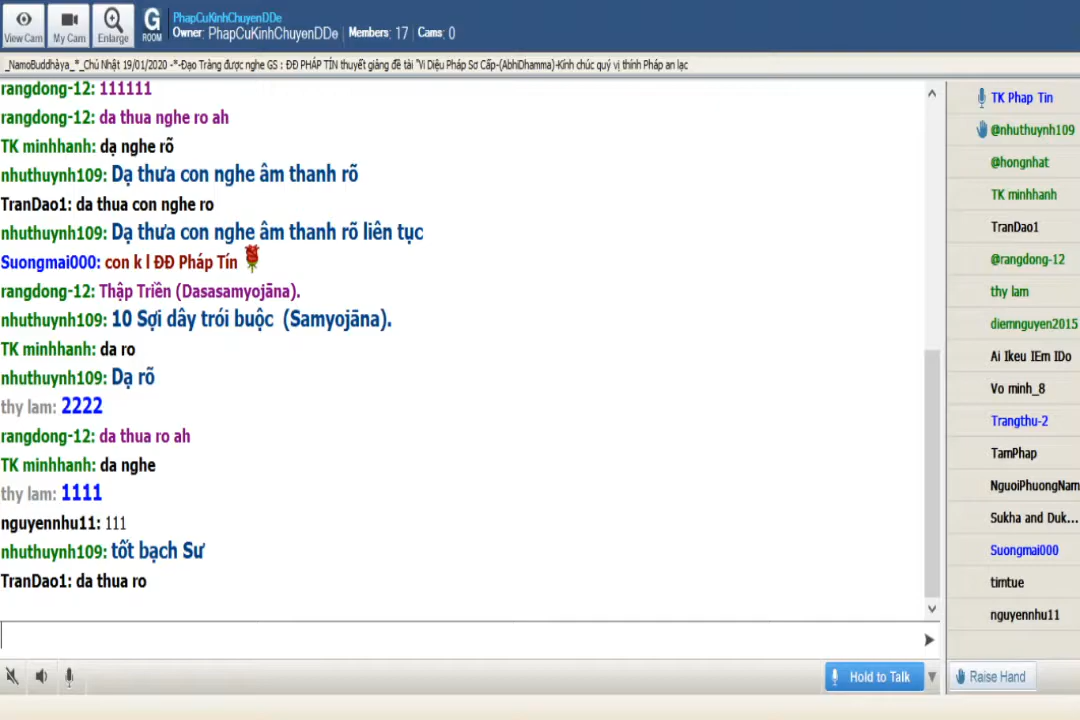 View Cam
My Cam
Enlarge
G
ROOM
PhapCuKinhChuyenDDe
Owner: PhapCuKinhChuyenDDe Members: 17 Cams: 0
_NamoBuddhàya_*_Chủ Nhật 19/01/2020 -*-Đạo Tràng được nghe GS : ĐĐ PHÁP TÍN thuyết giảng đề tài "Vi Diệu Pháp Sơ Cấp-(AbhiDhamma)-Kính chúc quý vị thính Pháp an lạc
rangdong-12: 111111
rangdong-12: da thua nghe ro ah
TK minhhanh: dạ nghe rõ
nhuthuynh109: Dạ thưa con nghe âm thanh rõ
TranDao1: da thua con nghe ro
nhuthuynh109: Dạ thưa con nghe âm thanh rõ liên tục
Suongmai000: con k l ĐĐ Pháp Tín
rangdong-12: Thập Triền (Dasasamyojāna).
nhuthuynh109: 10 Sợi dây trói buộc (Samyojāna).
TK minhhanh: da ro
nhuthuynh109: Dạ rõ
thy lam: 2222
rangdong-12: da thua ro ah
TK minhhanh: da nghe
thy lam: 1111
nguyennhu11: 111
nhuthuynh109: tốt bạch Sư
TranDao1: da thua ro
Hold to Talk
TK Phap Tin
@nhuthuynh109
@hongnhat
TK minhhanh
TranDao1
@rangdong-12
thy lam
diemnguyen2015
Ai Ikeu IEm IDo
Vo minh_8
Trangthu-2
TamPhap
NguoiPhuongNam
Sukha and Duk...
Suongmai000
timtue
nguyennhu11
Raise Hand